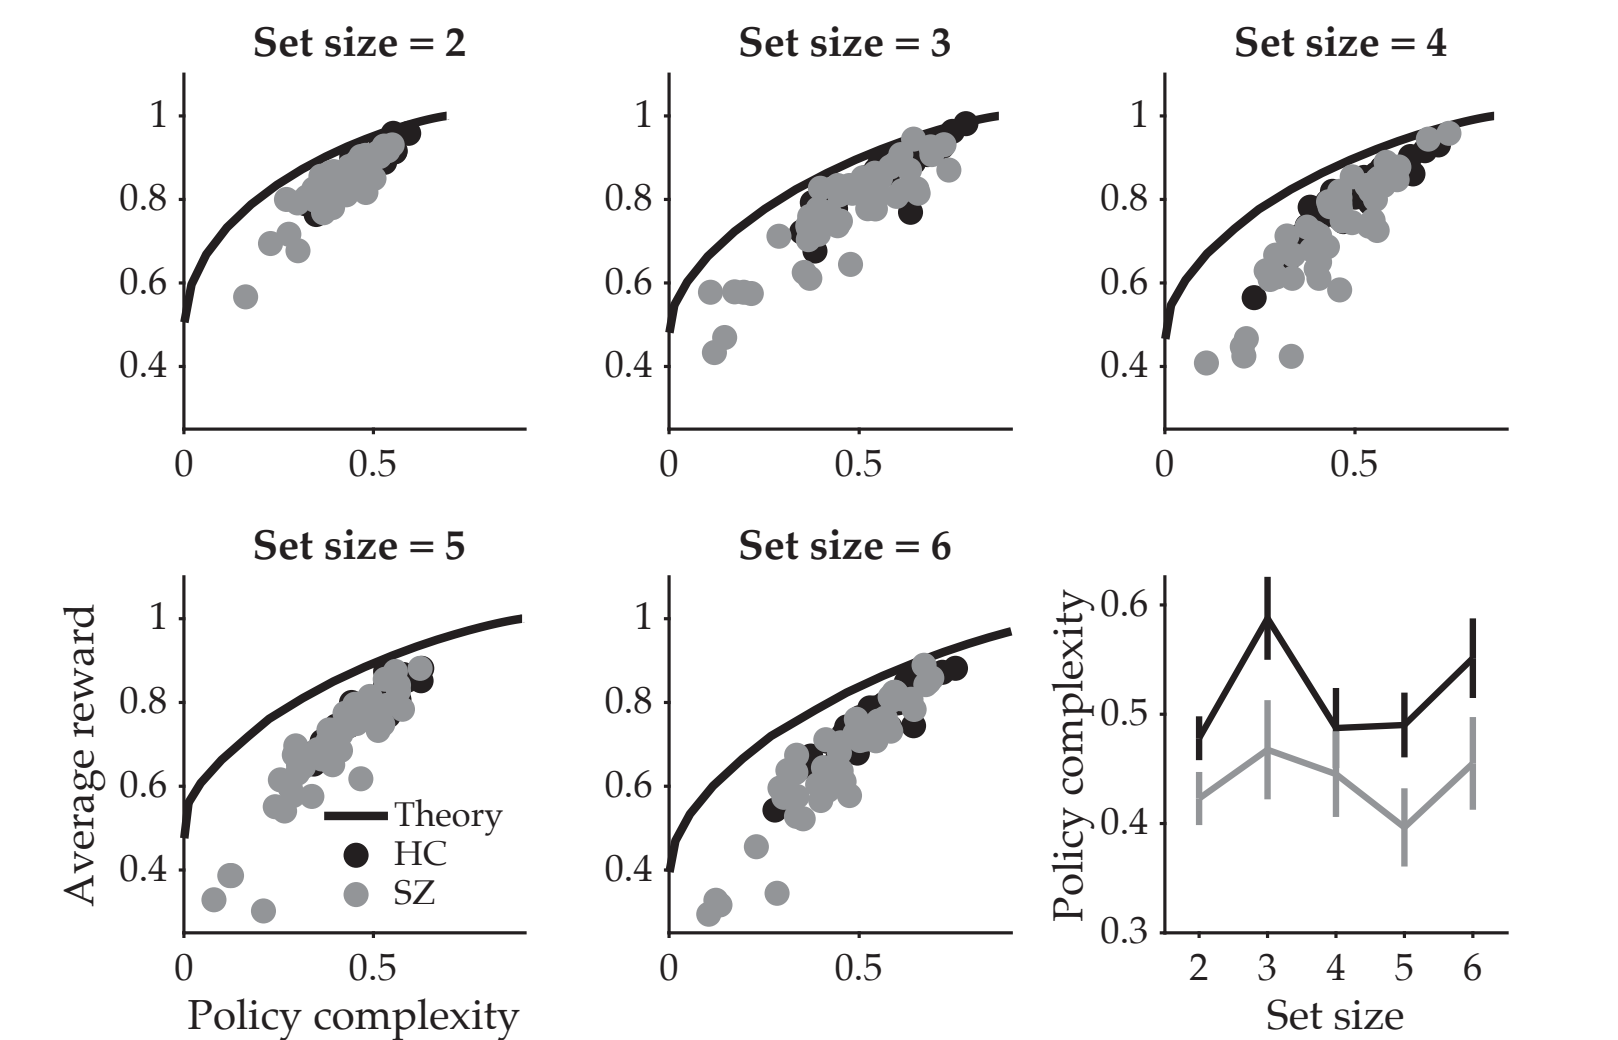 Set size = 2
1
0.8
0.6
0.4
0 0.5
Set size = 3
1
0.8
0.6
0.4
0 0.5
Set size = 4
1
0.8
0.6
0.4
0 0.5
Set size = 5
Average reward
1
0.8
0.6
0.4
Theory
HC
SZ
0 0.5
Policy complexity
Set size = 6
1
0.8
0.6
0.4
0 0.5
Policy complexity
0.6
0.5
0.4
0.3
2 3 4 5 6
Set size